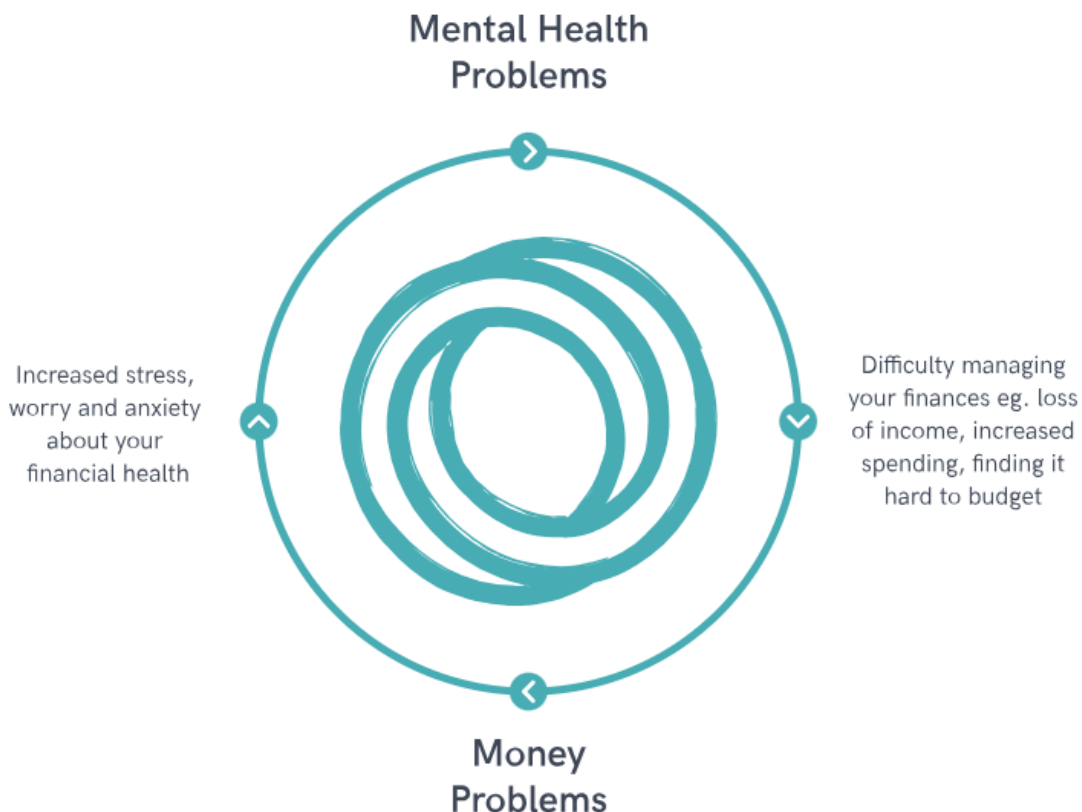 Mental Health
Problems
Increased stress,
worry and anxiety
about your
financial health
Difficulty managing
your finances eg. loss
of income, increased
spending, finding it
hard to budget
Money
Problems